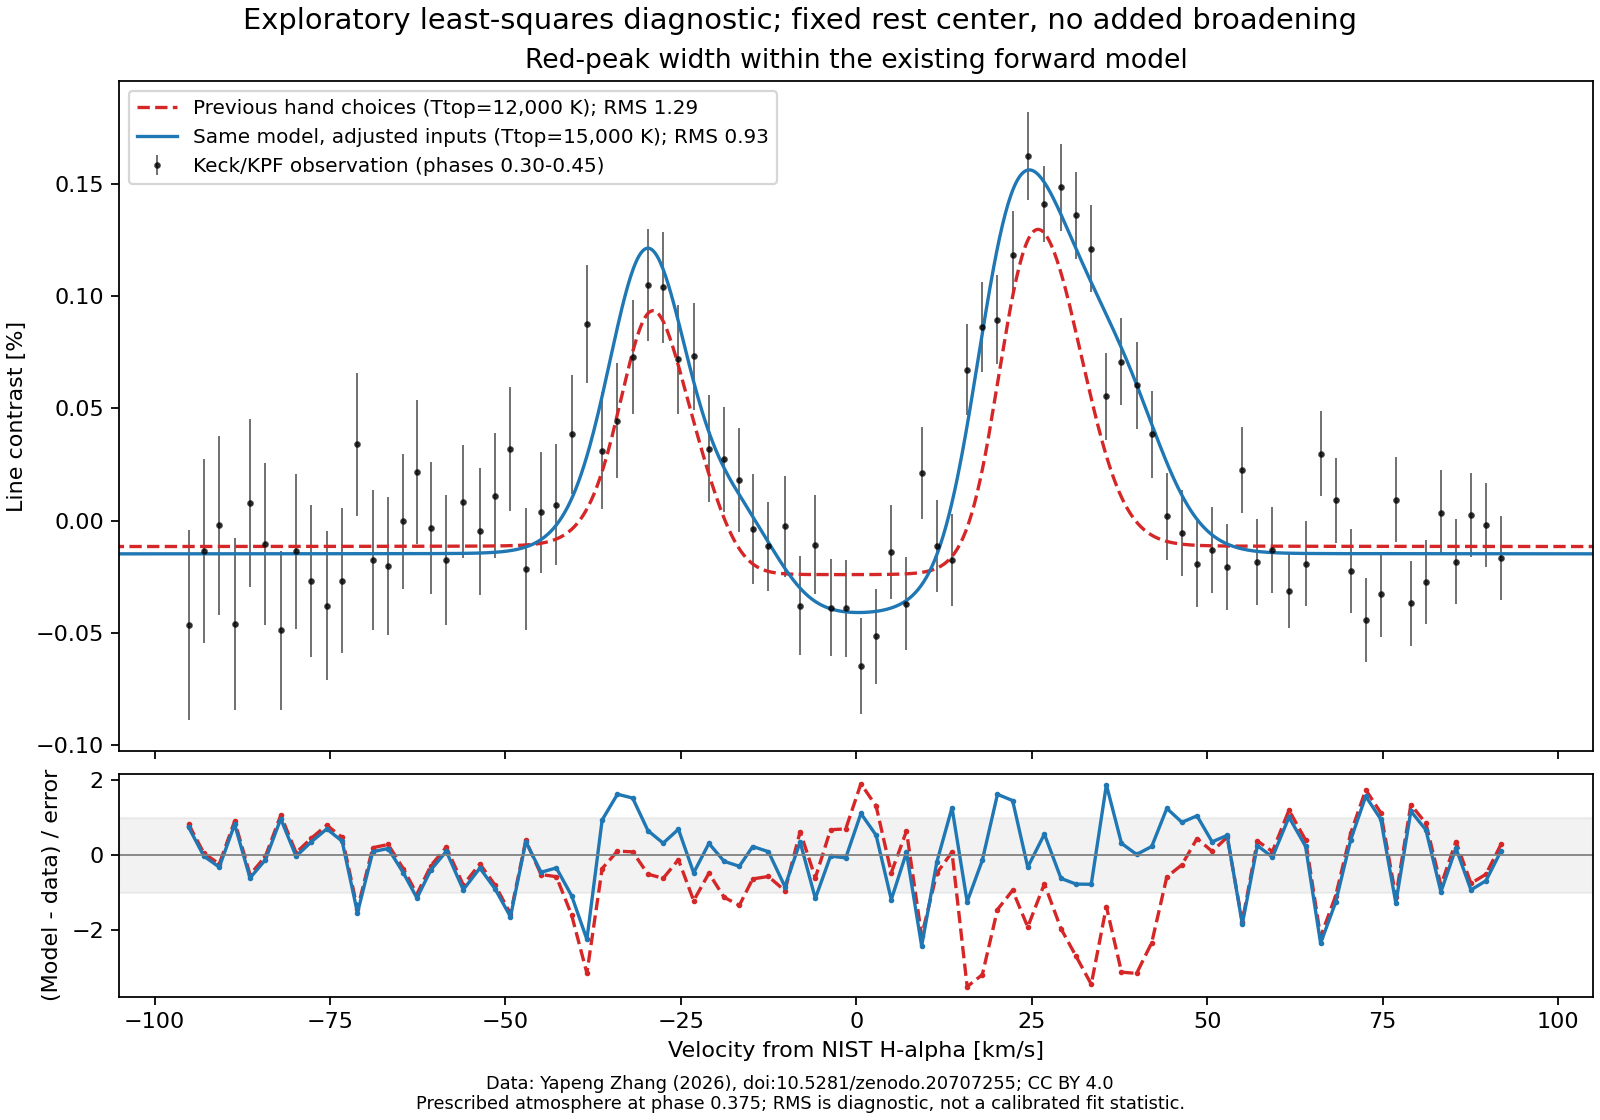 Exploratory least-squares diagnostic; fixed rest center, no added broadening
Red-peak width within the existing forward model
Previous hand choices (Ttop=12,000 K); RMS 1.29
Same model, adjusted inputs (Ttop=15,000 K); RMS 0.93
Keck/KPF observation (phases 0.30-0.45)
Line contrast [%]
0.15
0.10
0.05
0.00
−0.05
−0.10
(Model - data) / error
2
0
−2
−100 −75 −50 −25 0 25 50 75 100
Velocity from NIST H-alpha [km/s]
Data: Yapeng Zhang (2026), doi:10.5281/zenodo.20707255; CC BY 4.0
Prescribed atmosphere at phase 0.375; RMS is diagnostic, not a calibrated fit statistic.